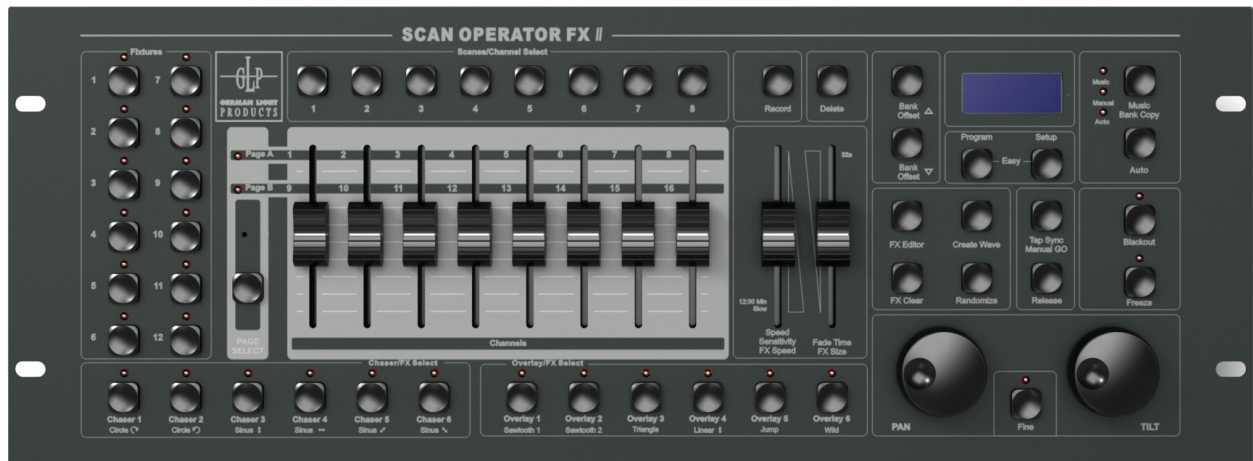 SCAN OPERATOR FX II
Fixtures
1
7
2
8
3
9
4
10
5
11
6
12
GLP
GERMAN LIGHT
PRODUCTS
Scenes/Channel Select
1 2 3 4 5 6 7 8
Record
Delete
Page A 1 2 3 4 5 6 7 8
Page B 9 10 11 12 13 14 15 16
PAGE
SELECT
Channels
32s
12:30 Min
Slow
Speed
Sensitivity
FX Speed
Fade Time
FX Size
Bank
Offset
Bank
Offset
Program
Setup
Easy
Music
Manual
Auto
Music
Bank Copy
Auto
FX Editor
Create Wave
FX Clear
Randomize
Tap Sync
Manual GO
Release
Blackout
Freeze
Chaser/FX Select
Chaser 1 Chaser 2 Chaser 3 Chaser 4 Chaser 5 Chaser 6
Circle Circle Sinus Sinus Sinus Sinus
Overlay/FX Select
Overlay 1 Overlay 2 Overlay 3 Overlay 4 Overlay 5 Overlay 6
Sawtooth 1 Sawtooth 2 Triangle Linear Jump Wild
PAN
Fine
TILT